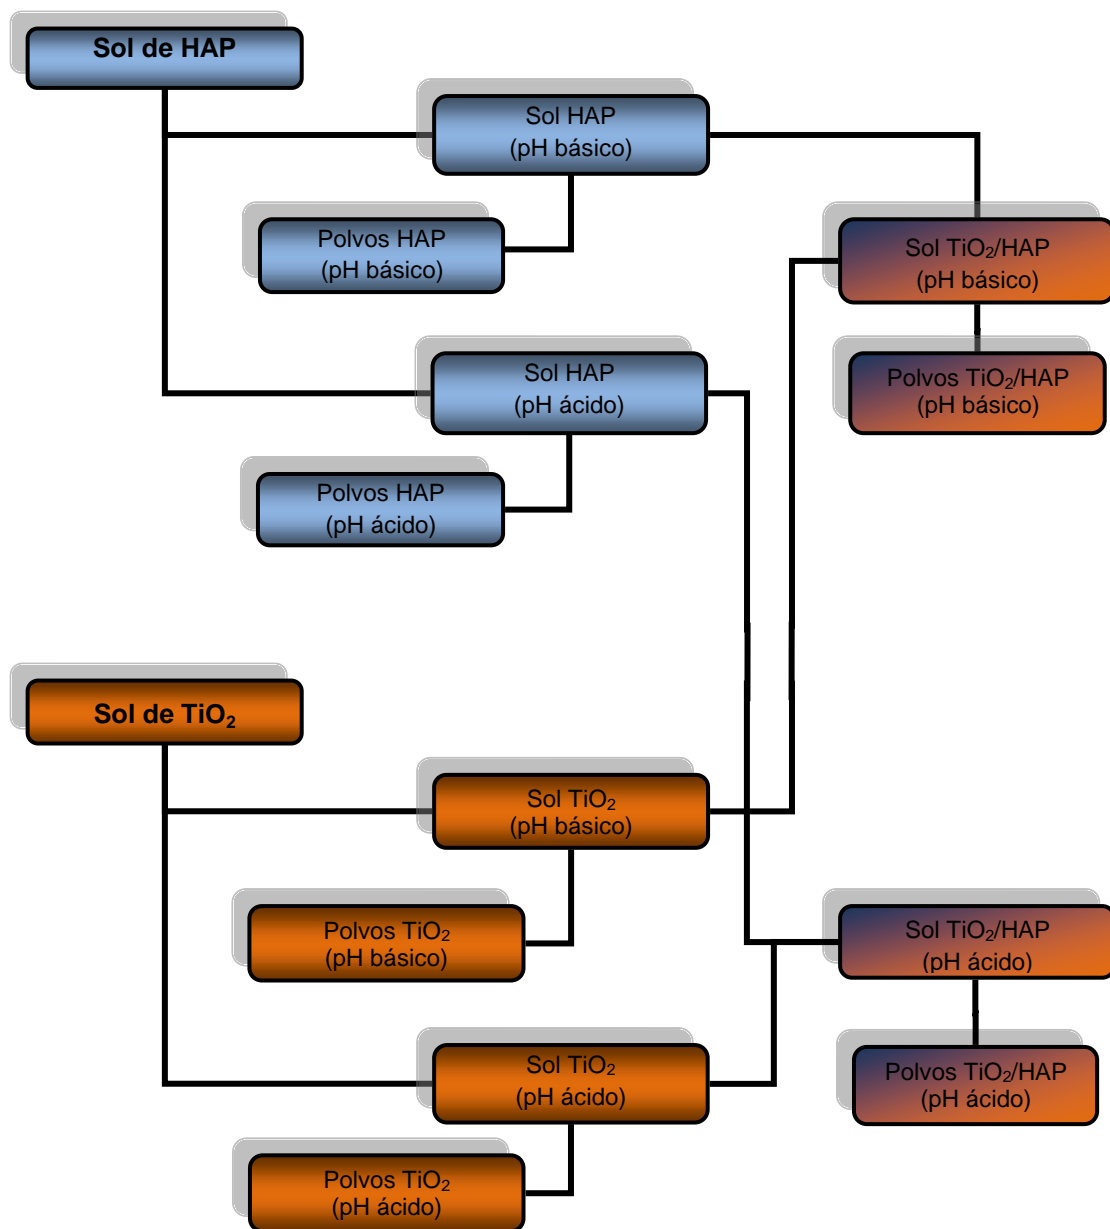 Sol de HAP
Sol HAP
(pH básico)
Polvos HAP
(pH básico)
Sol TiO₂/HAP
(pH básico)
Sol HAP
(pH ácido)
Polvos TiO₂/HAP
(pH básico)
Polvos HAP
(pH ácido)
Sol de TiO₂
Sol TiO₂
(pH básico)
Polvos TiO₂
(pH básico)
Sol TiO₂/HAP
(pH ácido)
Sol TiO₂
(pH ácido)
Polvos TiO₂/HAP
(pH ácido)
Polvos TiO₂
(pH ácido)